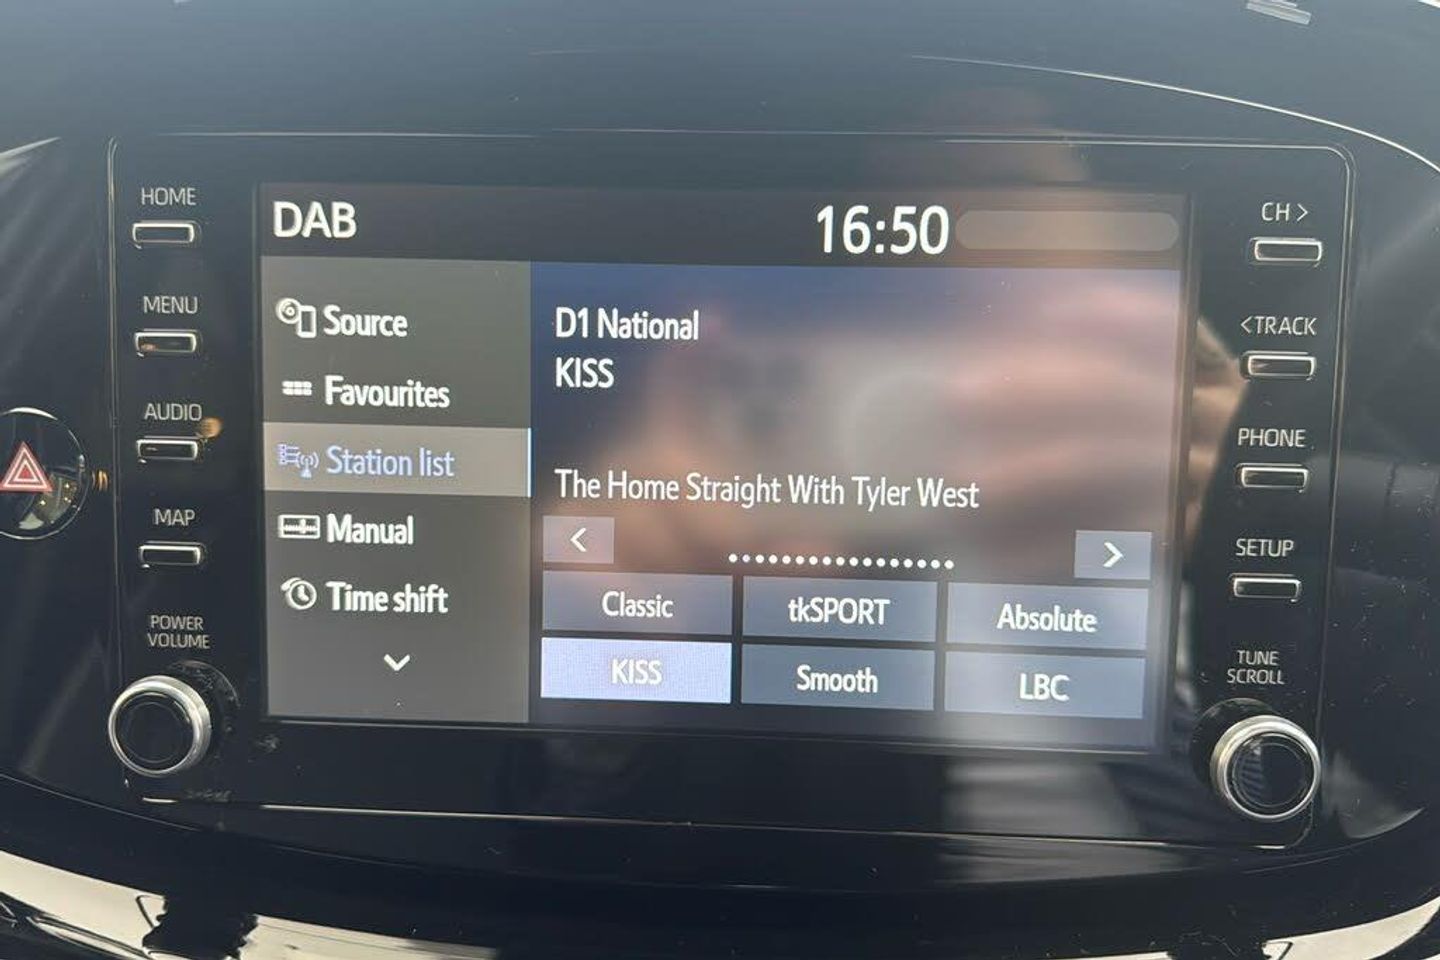 HOME
MENU
AUDIO
MAP
POWER
VOLUME
DAB
16:50
Source
Favourites
Station list
Manual
Time shift
D1 National
KISS
The Home Straight With Tyler West
<
>
Classic
tkSPORT
Absolute
KISS
Smooth
LBC
CH >
<TRACK
PHONE
SETUP
TUNE
SCROLL